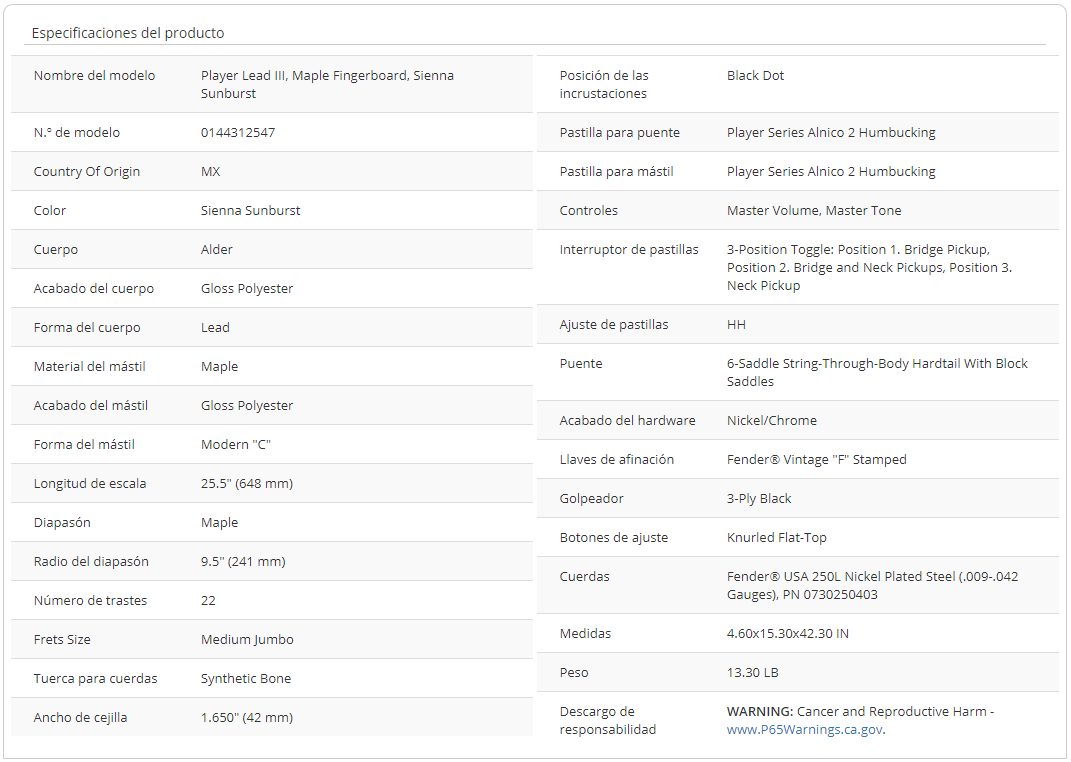 Especificaciones del producto
Nombre del modelo Player Lead III, Maple Fingerboard, Sienna
Sunburst
N.º de modelo 0144312547
Country Of Origin MX
Color Sienna Sunburst
Cuerpo Alder
Acabado del cuerpo Gloss Polyester
Forma del cuerpo Lead
Material del mástil Maple
Acabado del mástil Gloss Polyester
Forma del mástil Modern "C"
Longitud de escala 25.5" (648 mm)
Diapasón Maple
Radio del diapasón 9.5" (241 mm)
Número de trastes 22
Frets Size Medium Jumbo
Tuerca para cuerdas Synthetic Bone
Ancho de cejilla 1.650" (42 mm)
Posición de las Black Dot
incrustaciones
Pastilla para puente Player Series Alnico 2 Humbucking
Pastilla para mástil Player Series Alnico 2 Humbucking
Controles Master Volume, Master Tone
Interruptor de pastillas 3-Position Toggle: Position 1. Bridge Pickup,
Position 2. Bridge and Neck Pickups, Position 3.
Neck Pickup
Ajuste de pastillas HH
Puente 6-Saddle String-Through-Body Hardtail With Block
Saddles
Acabado del hardware Nickel/Chrome
Llaves de afinación Fender® Vintage "F" Stamped
Golpeador 3-Ply Black
Botones de ajuste Knurled Flat-Top
Cuerdas Fender® USA 250L Nickel Plated Steel (.009-.042
Gauges), PN 0730250403
Medidas 4.60x15.30x42.30 IN
Peso 13.30 LB
Descargo de WARNING: Cancer and Reproductive Harm -
responsabilidad www.P65Warnings.ca.gov.